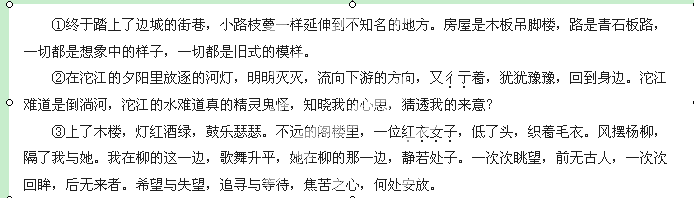 ①终于踏上了边城的街巷，小路枝蔓一样延伸到不知名的地方。房屋是木板吊脚楼，路是青石板路，
一切都是想象中的样子，一切都是旧式的模样。
②在沱江的夕阳里放逐的河灯，明明灭灭，流向下游的方向，又彳亍着，犹犹豫豫，回到身边。沱江
难道是倒淌河，沱江的水难道真的精灵鬼怪，知晓我的心思，猜透我的来意？
③上了木楼，灯红酒绿，鼓乐瑟瑟。不远的阁楼里，一位红衣女子，低了头，织着毛衣。风摆杨柳，
隔了我与她。我在柳的这一边，歌舞升平，她在柳的那一边，静若处子。一次次眺望，前无古人，一次次
回眸，后无来者。希望与失望，追寻与等待，焦苦之心，何处安放。